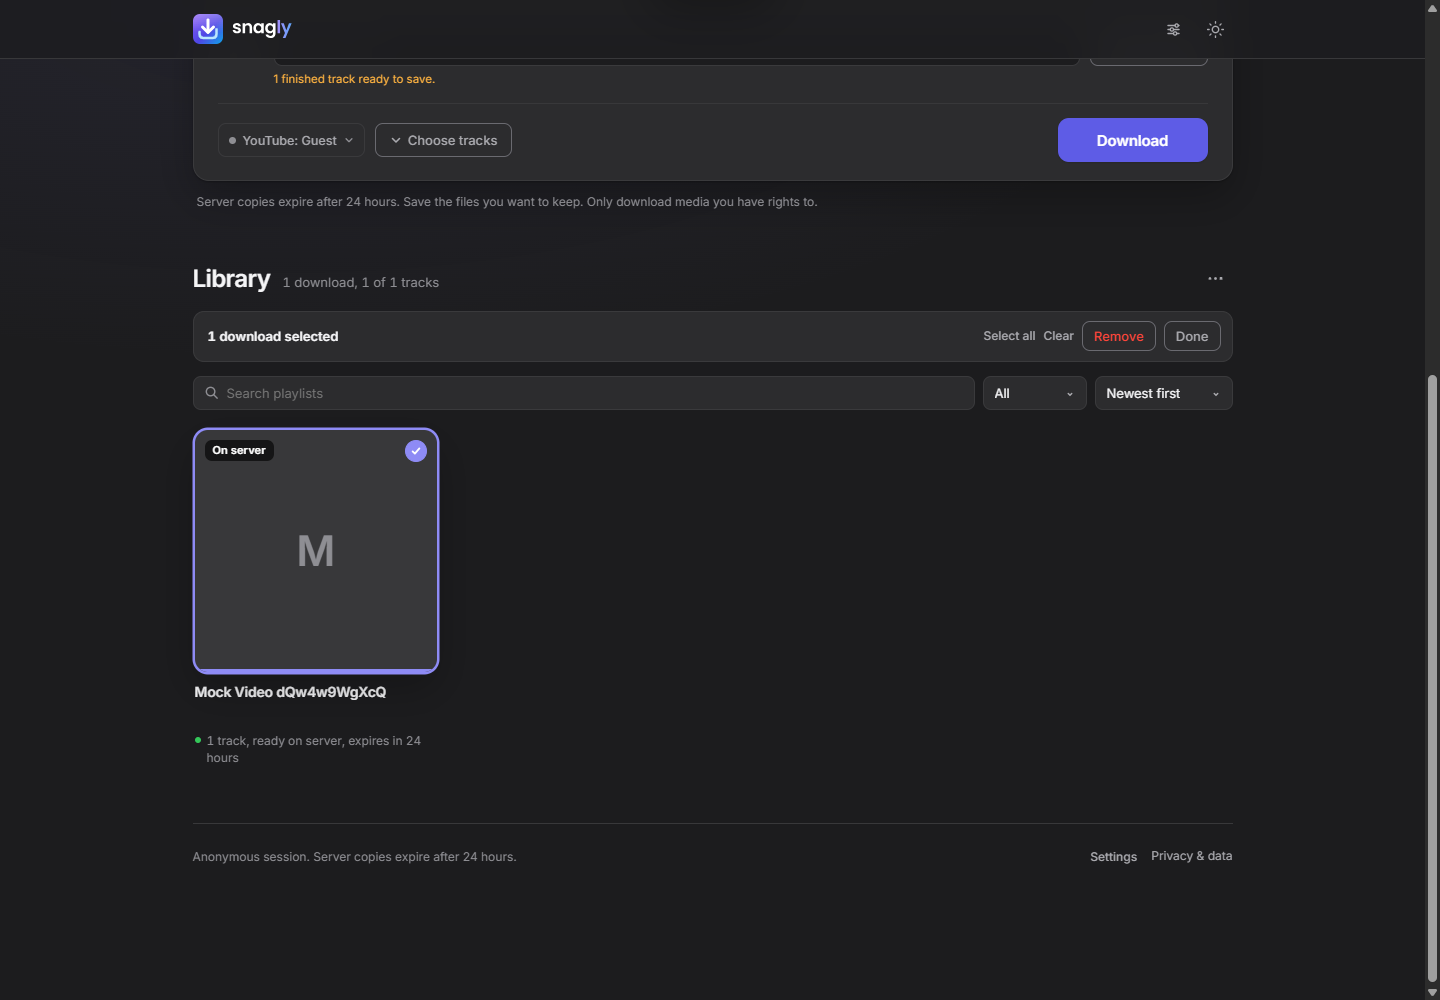 snagly
1 finished track ready to save.
YouTube: Guest
Choose tracks
Download
Server copies expire after 24 hours. Save the files you want to keep. Only download media you have rights to.
Library
1 download, 1 of 1 tracks
1 download selected
Select all
Clear
Remove
Done
Search playlists
All
Newest first
On server
M
Mock Video dQw4w9WgXcQ
1 track, ready on server, expires in 24
hours
Anonymous session. Server copies expire after 24 hours.
Settings
Privacy & data